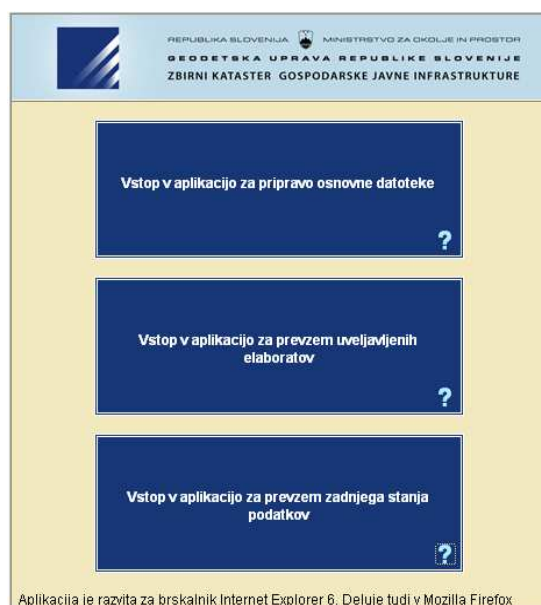 REPUBLIKA SLOVENIJA MINISTRSTVO ZA OKOLJE IN PROSTOR
GEODETSKA UPRAVA REPUBLIKE SLOVENIJE
ZBIRNI KATASTER GOSPODARSKE JAVNE INFRASTRUKTURE
Vstop v aplikacijo za pripravo osnovne datoteke
?
Vstop v aplikacijo za prevzem uveljavljenih
elaboratov
?
Vstop v aplikacijo za prevzem zadnjega stanja
podatkov
?
Aplikacija je razvita za brskalnik Internet Explorer 6. Deluje tudi v Mozilla Firefox